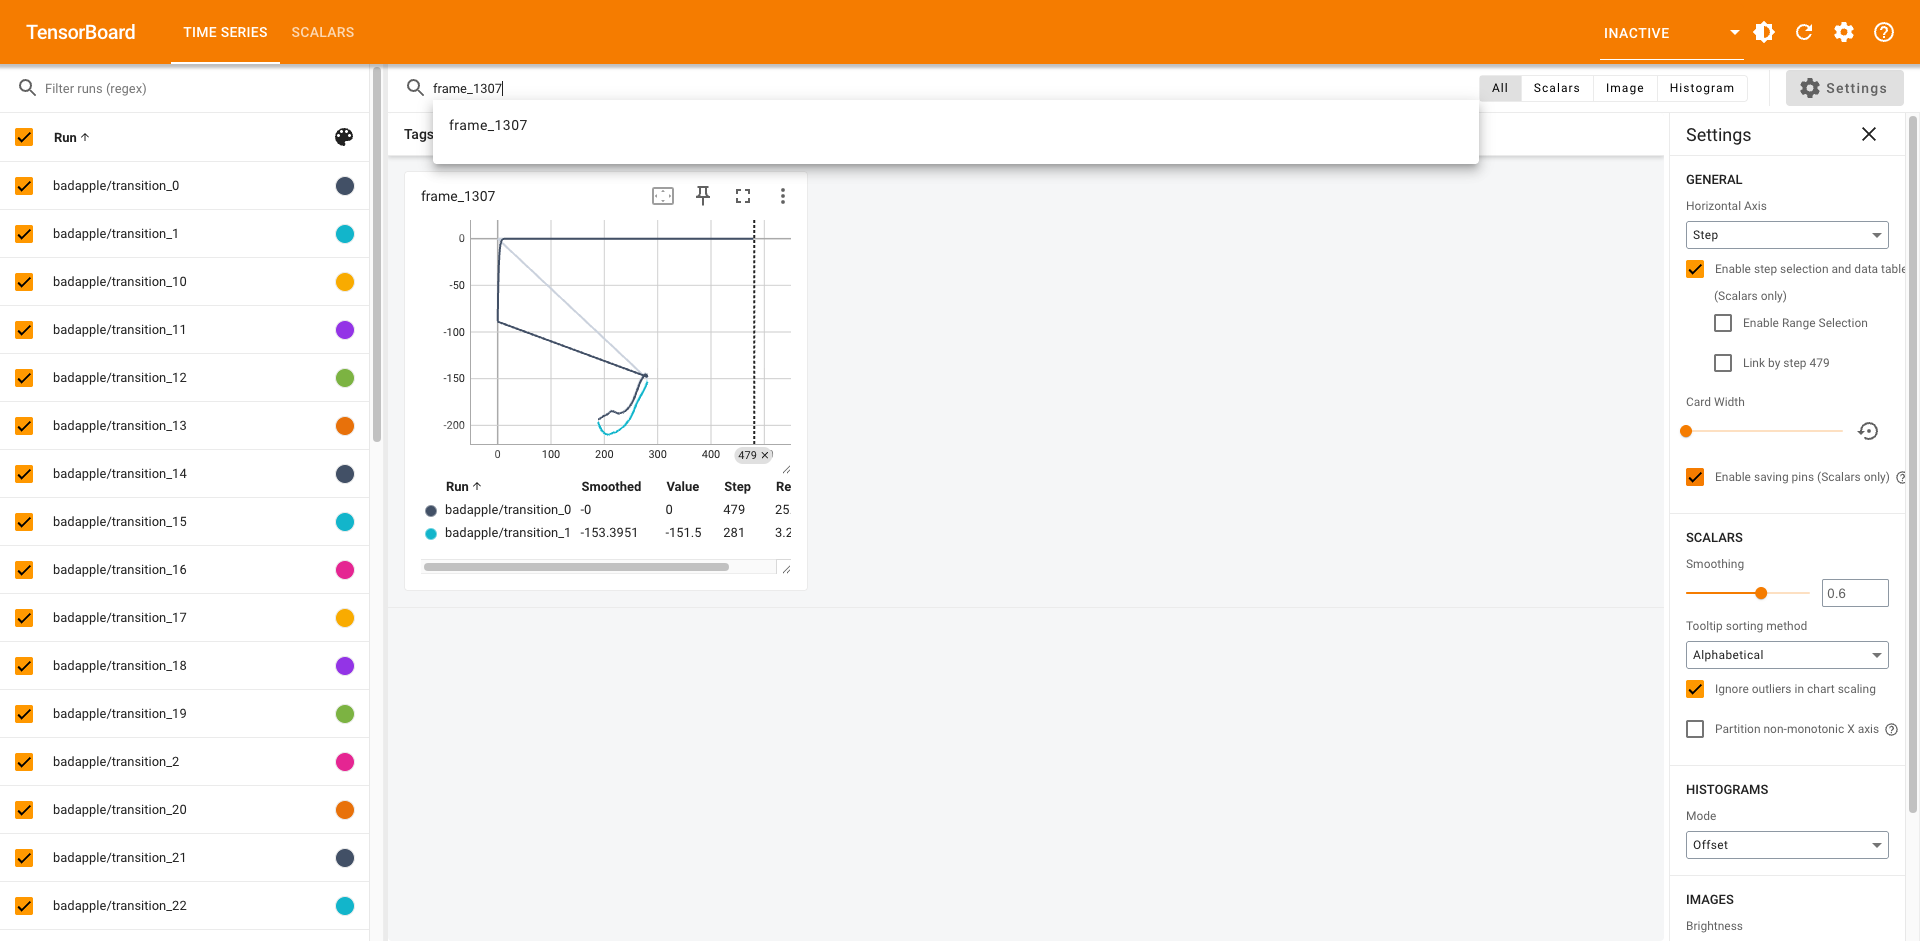 TensorBoard
TIME SERIES
SCALARS
INACTIVE
Filter runs (regex)
Run
badapple/transition_0
badapple/transition_1
badapple/transition_10
badapple/transition_11
badapple/transition_12
badapple/transition_13
badapple/transition_14
badapple/transition_15
badapple/transition_16
badapple/transition_17
badapple/transition_18
badapple/transition_19
badapple/transition_2
badapple/transition_20
badapple/transition_21
badapple/transition_22
frame_1307
All
Scalars
Image
Histogram
Settings
frame_1307
Tags
frame_1307
0
-50
-100
-150
-200
0 100 200 300 400 479
Run Smoothed Value Step Re
badapple/transition_0 -0 0 479 25
badapple/transition_1 -153.3951 -151.5 281 3.2
Settings
GENERAL
Horizontal Axis
Step
Enable step selection and data table
(Scalars only)
Enable Range Selection
Link by step 479
Card Width
Enable saving pins (Scalars only)
SCALARS
Smoothing
0.6
Tooltip sorting method
Alphabetical
Ignore outliers in chart scaling
Partition non-monotonic X axis
HISTOGRAMS
Mode
Offset
IMAGES
Brightness